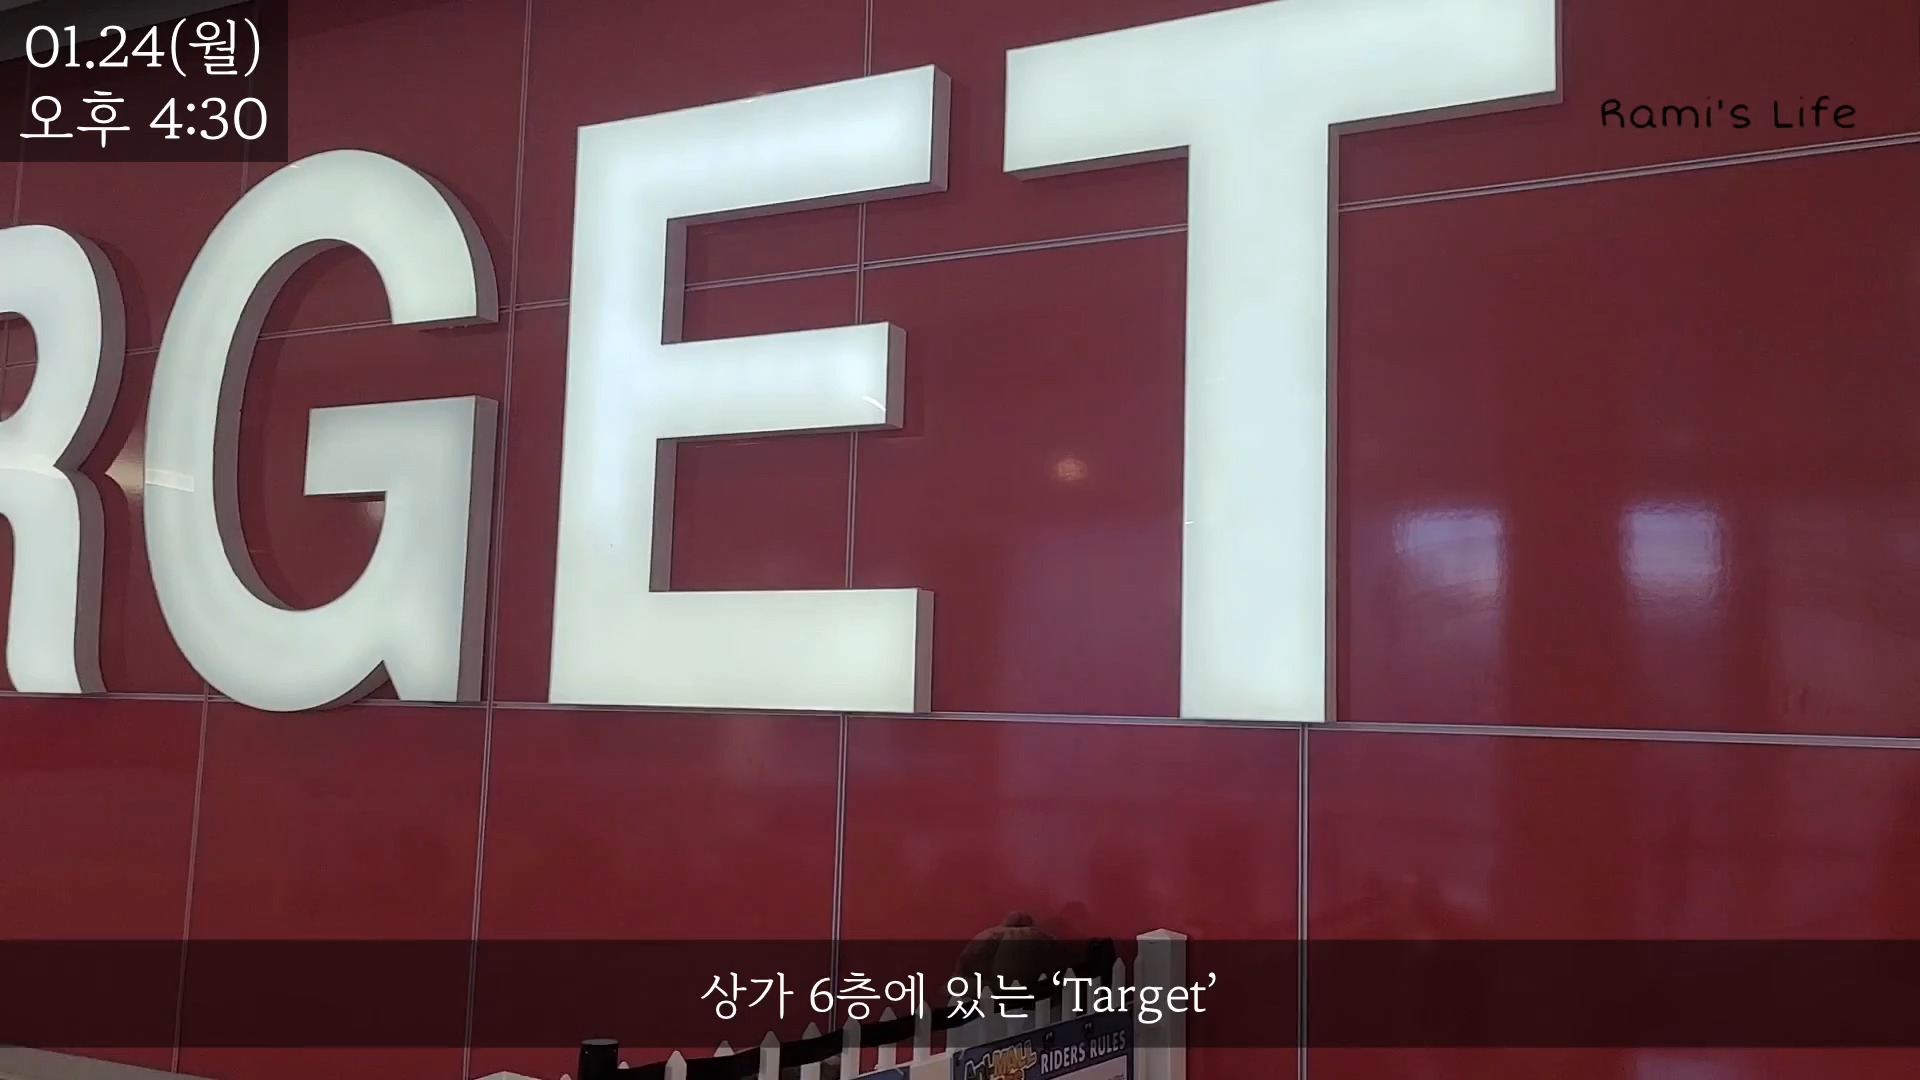 01.24(월)
오후 4:30
Rami's Life
RGET
상가 6층에 있는 ‘Target’
MALL
RIDERS RULES